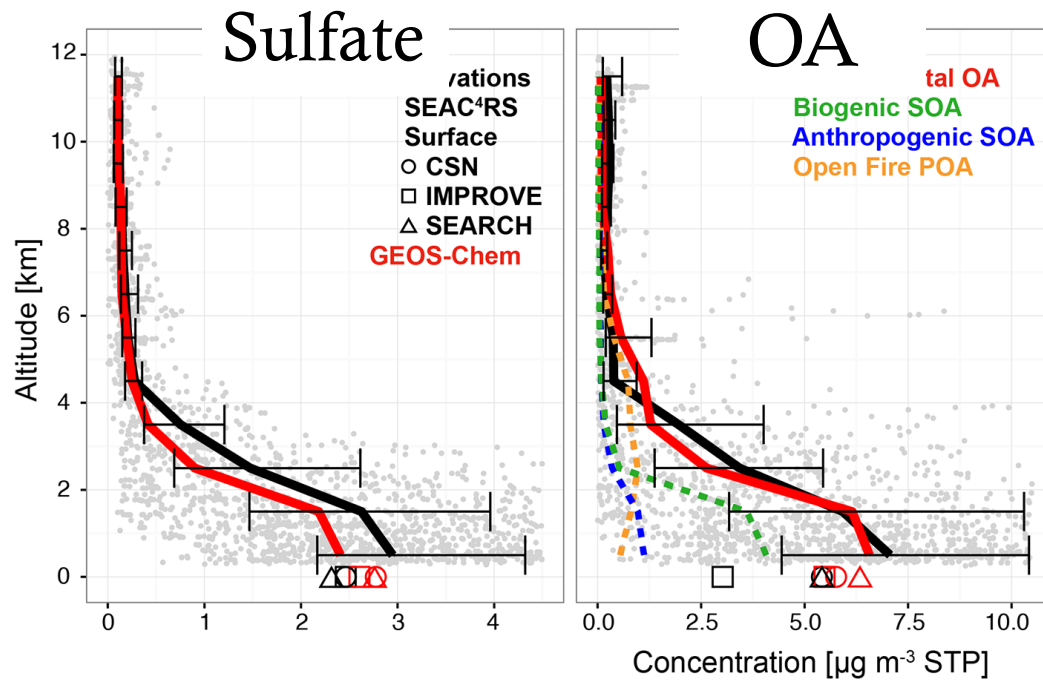 Sulfate
OA
vations
SEAC⁴RS
Surface
CSN
IMPROVE
SEARCH
GEOS-Chem
tal OA
Biogenic SOA
Anthropogenic SOA
Open Fire POA
Altitude [km]
12
10
8
6
4
2
0
0 1 2 3 4
0.0 2.5 5.0 7.5 10.0
Concentration [µg m⁻³ STP]